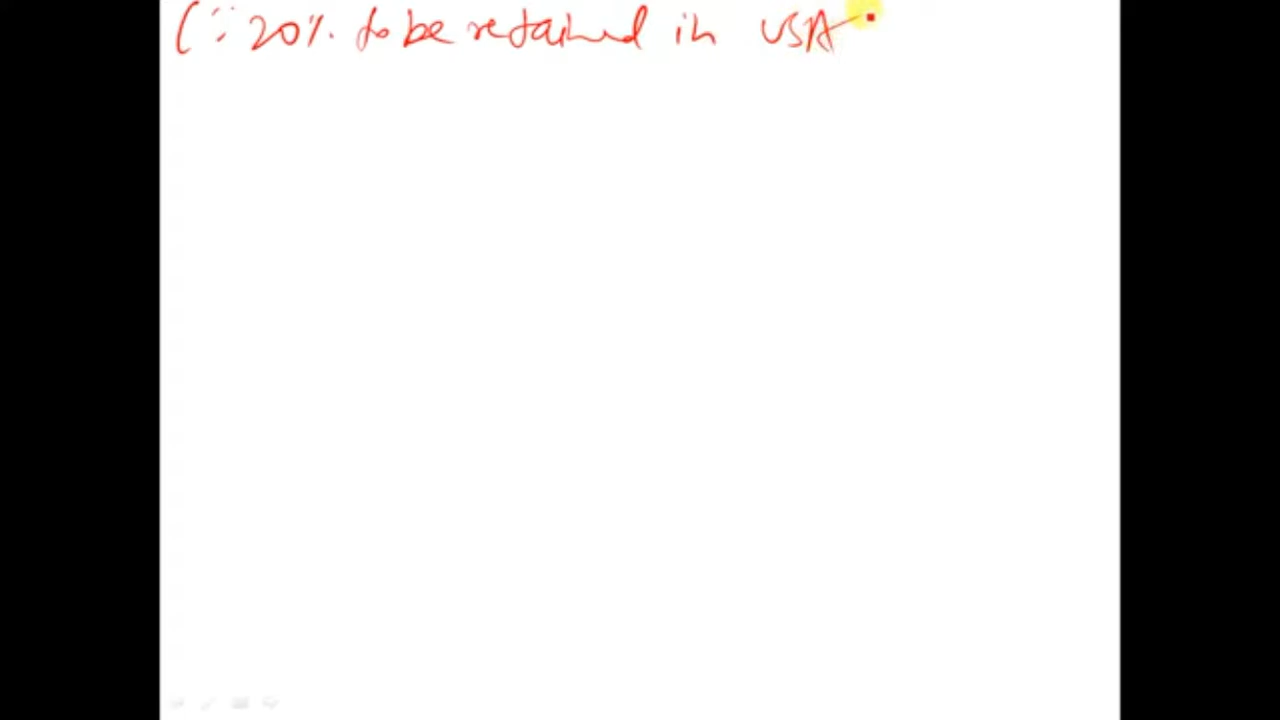 (∵ 20% to be retained in USA